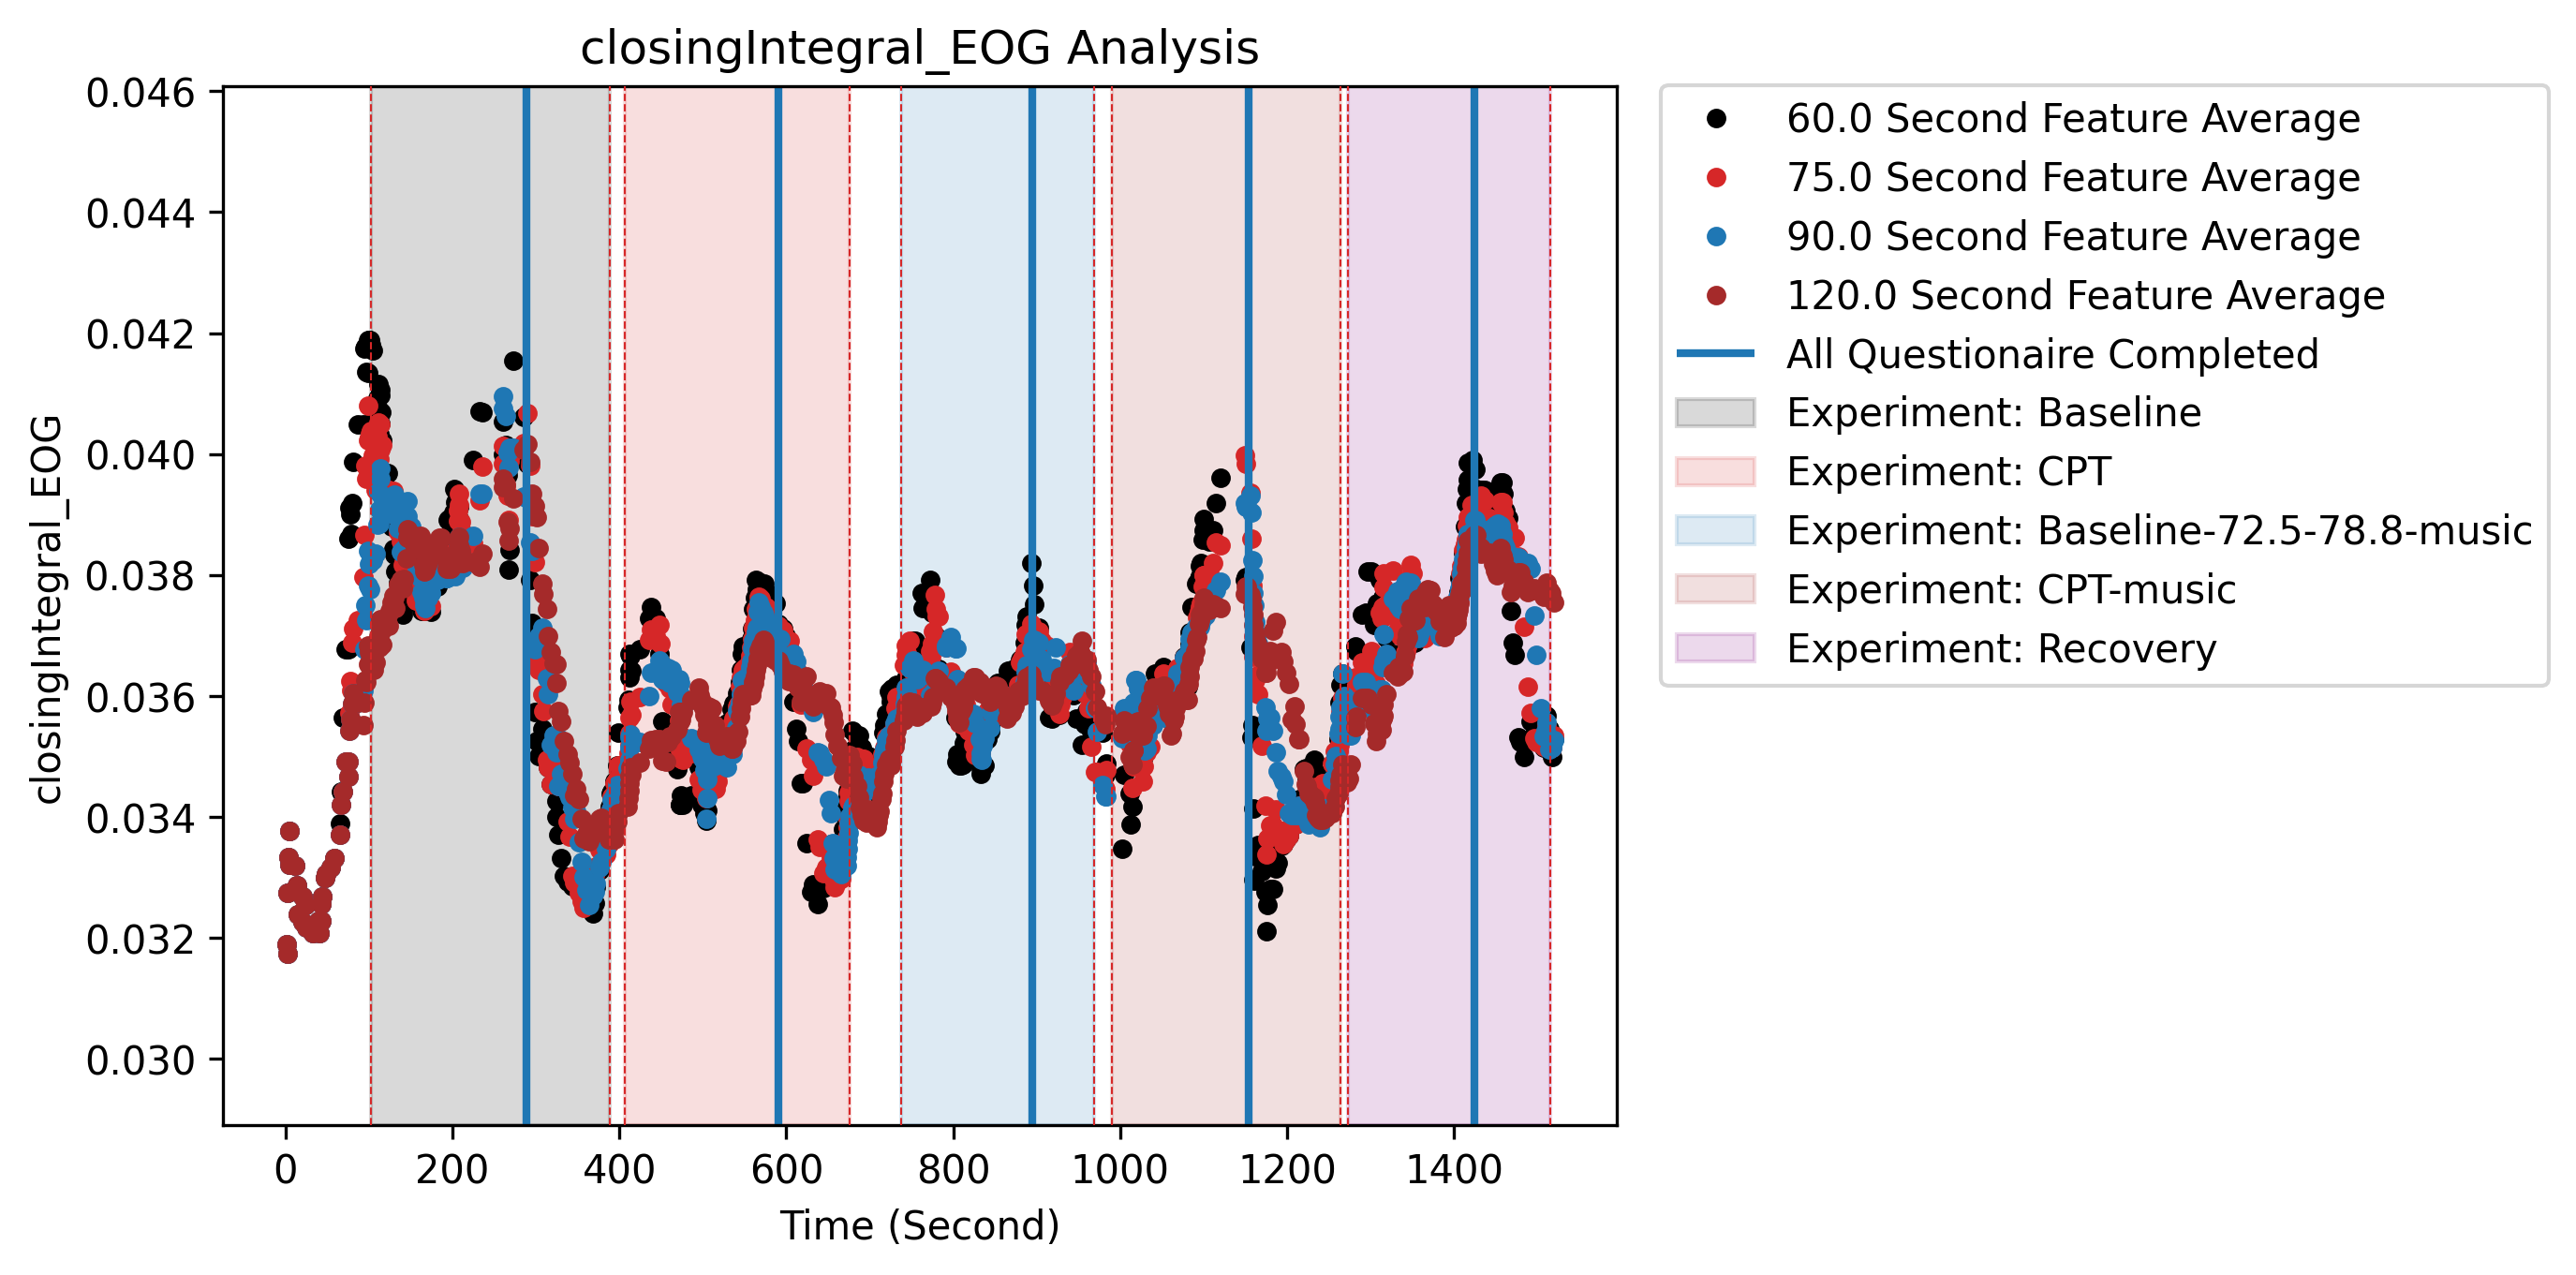 closingIntegral_EOG Analysis
0.046
0.044
0.042
0.040
0.038
0.036
0.034
0.032
0.030
closingIntegral_EOG
0 200 400 600 800 1000 1200 1400
Time (Second)
60.0 Second Feature Average
75.0 Second Feature Average
90.0 Second Feature Average
120.0 Second Feature Average
All Questionaire Completed
Experiment: Baseline
Experiment: CPT
Experiment: Baseline-72.5-78.8-music
Experiment: CPT-music
Experiment: Recovery